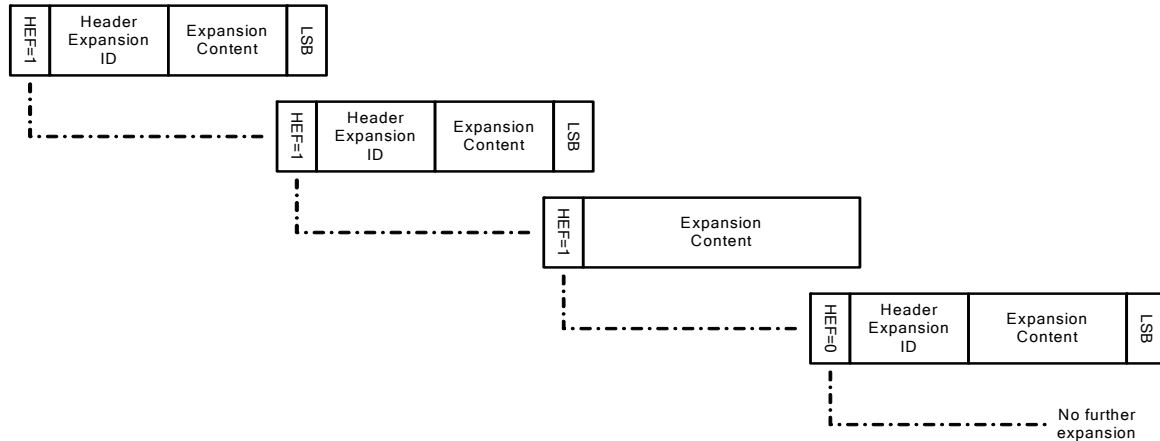 HEF=1
Header
Expansion
ID
Expansion
Content
LSB
HEF=1
Header
Expansion
ID
Expansion
Content
LSB
HEF=1
Expansion
Content
HEF=0
Header
Expansion
ID
Expansion
Content
LSB
No further
expansion